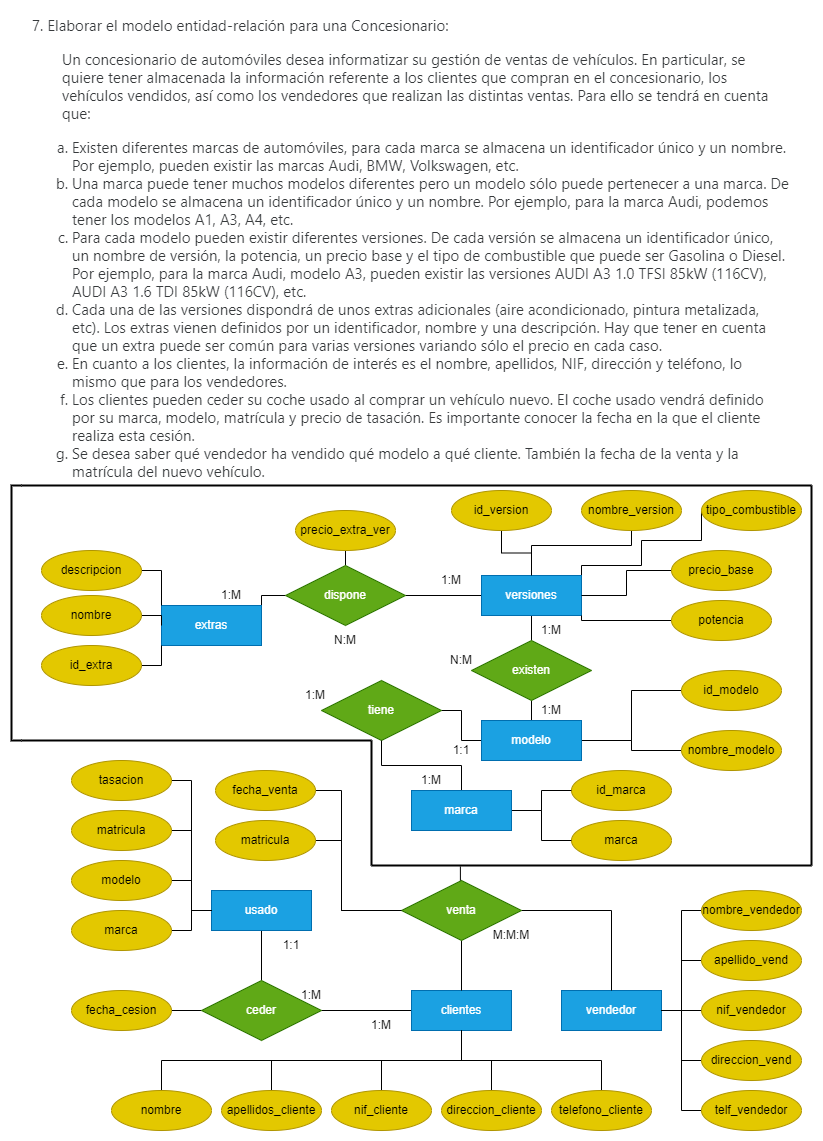 7. Elaborar el modelo entidad-relación para una Concesionario:
Un concesionario de automóviles desea informatizar su gestión de ventas de vehículos. En particular, se
quiere tener almacenada la información referente a los clientes que compran en el concesionario, los
vehículos vendidos, así como los vendedores que realizan las distintas ventas. Para ello se tendrá en cuenta
que:
a. Existen diferentes marcas de automóviles, para cada marca se almacena un identificador único y un nombre.
Por ejemplo, pueden existir las marcas Audi, BMW, Volkswagen, etc.
b. Una marca puede tener muchos modelos diferentes pero un modelo sólo puede pertenecer a una marca. De
cada modelo se almacena un identificador único y un nombre. Por ejemplo, para la marca Audi, podemos
tener los modelos A1, A3, A4, etc.
c. Para cada modelo pueden existir diferentes versiones. De cada versión se almacena un identificador único,
un nombre de versión, la potencia, un precio base y el tipo de combustible que puede ser Gasolina o Diesel.
Por ejemplo, para la marca Audi, modelo A3, pueden existir las versiones AUDI A3 1.0 TFSI 85kW (116CV),
AUDI A3 1.6 TDI 85kW (116CV), etc.
d. Cada una de las versiones dispondrá de unos extras adicionales (aire acondicionado, pintura metalizada,
etc). Los extras vienen definidos por un identificador, nombre y una descripción. Hay que tener en cuenta
que un extra puede ser común para varias versiones variando sólo el precio en cada caso.
e. En cuanto a los clientes, la información de interés es el nombre, apellidos, NIF, dirección y teléfono, lo
mismo que para los vendedores.
f. Los clientes pueden ceder su coche usado al comprar un vehículo nuevo. El coche usado vendrá definido
por su marca, modelo, matrícula y precio de tasación. Es importante conocer la fecha en la que el cliente
realiza esta cesión.
g. Se desea saber qué vendedor ha vendido qué modelo a qué cliente. También la fecha de la venta y la
matrícula del nuevo vehículo.
id_version
nombre_version
tipo_combustible
precio_extra_ver
descripcion
precio_base
1:M
1:M
dispone
versiones
nombre
extras
potencia
1:M
N:M
N:M
existen
id_extra
id_modelo
1:M
tiene
1:M
modelo
1:1
nombre_modelo
tasacion
1:M
fecha_venta
id_marca
marca
matricula
matricula
marca
modelo
usado
venta
nombre_vendedor
marca
M:M:M
1:1
apellido_vend
1:M
fecha_cesion
ceder
clientes
vendedor
nif_vendedor
1:M
direccion_vend
nombre
apellidos_cliente
nif_cliente
direccion_cliente
telefono_cliente
telf_vendedor